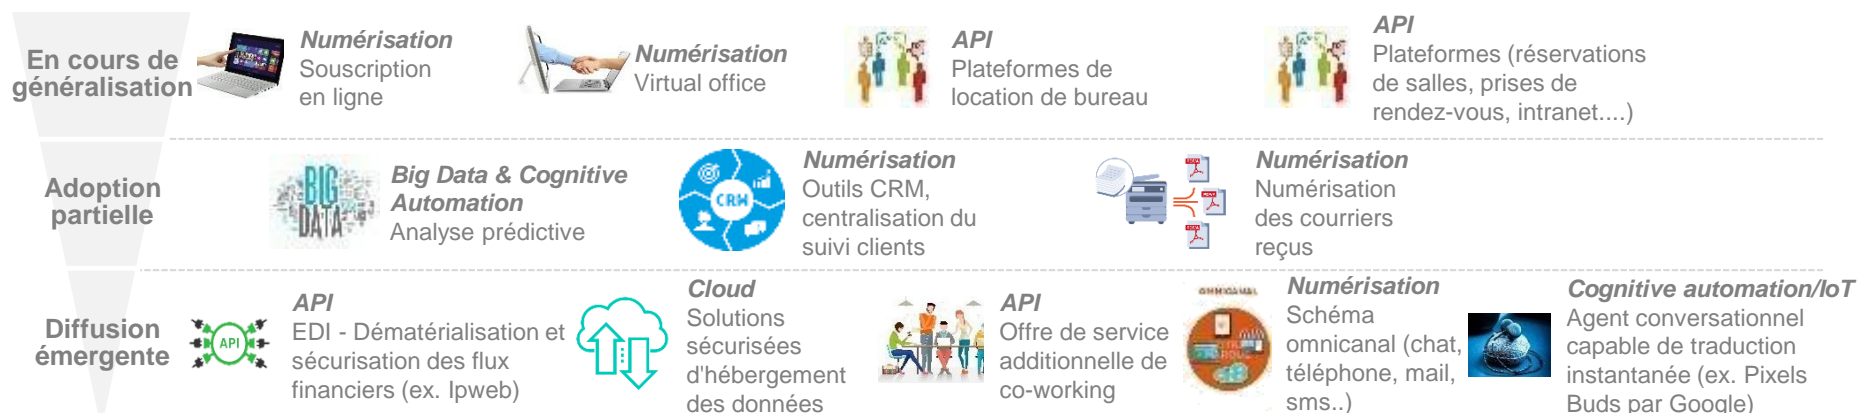 En cours de
généralisation
Numérisation
Souscription
en ligne
Numérisation
Virtual office
API
Plateformes de
location de bureau
API
Plateformes (réservations
de salles, prises de
rendez-vous, intranet....)
Adoption
partielle
BIG
DATA
Big Data & Cognitive
Automation
Analyse prédictive
CRM
Numérisation
Outils CRM,
centralisation du
suivi clients
Numérisation
Numérisation
des courriers
reçus
Diffusion
émergente
API
API
EDI - Dématérialisation et
sécurisation des flux
financiers (ex. Ipweb)
Cloud
Solutions
sécurisées
d'hébergement
des données
API
Offre de service
additionnelle de
co-working
OMNICANAL
Numérisation
Schéma
omnicanal (chat,
téléphone, mail,
sms..)
Cognitive automation/IoT
Agent conversationnel
capable de traduction
instantanée (ex. Pixels
Buds par Google)